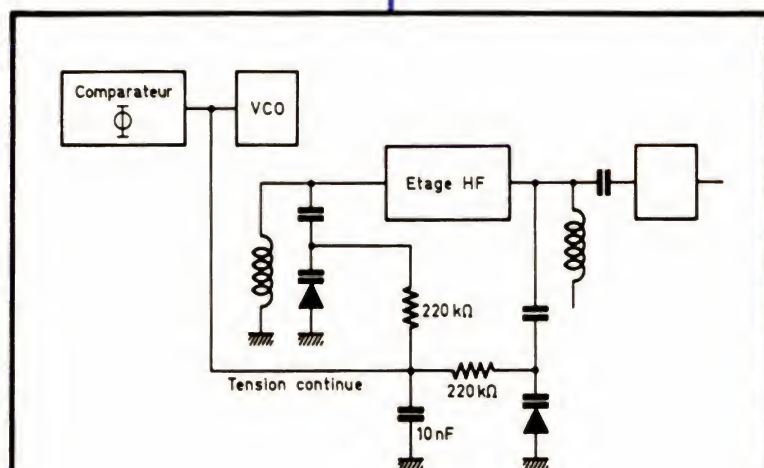 Comparateur
Φ
VCO
Etage HF
220 kΩ
Tension continue
220 kΩ
10 nF